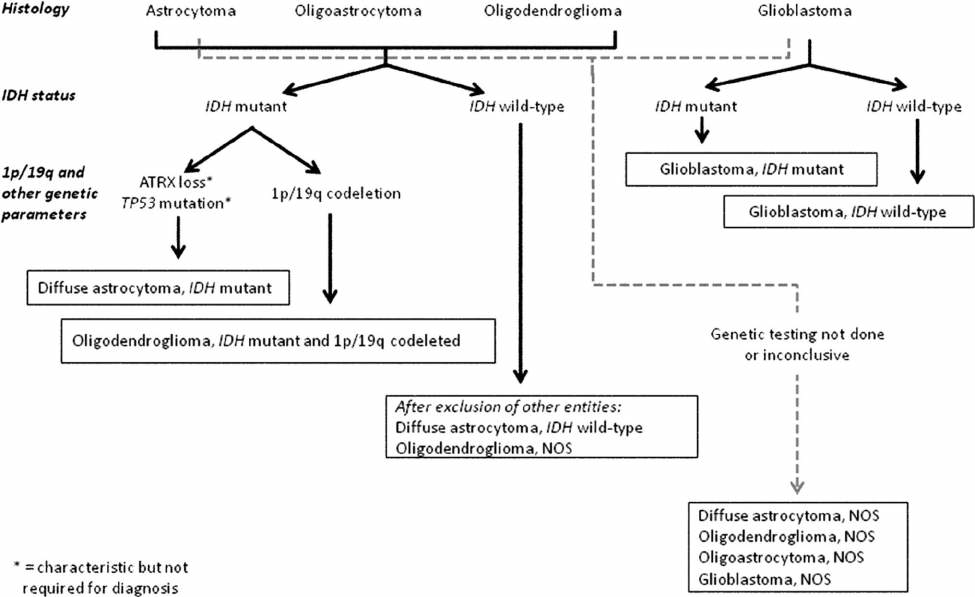 Histology
Astrocytoma
Oligoastrocytoma
Oligodendroglioma
Glioblastoma
IDH status
IDH mutant
IDH wild-type
IDH mutant
IDH wild-type
1p/19q and
other genetic
parameters
ATRX loss*
TP53 mutation*
1p/19q codeletion
Glioblastoma, IDH mutant
Glioblastoma, IDH wild-type
Diffuse astrocytoma, IDH mutant
Oligodendroglioma, IDH mutant and 1p/19q codeleted
Genetic testing not done
or inconclusive
After exclusion of other entities:
Diffuse astrocytoma, IDH wild-type
Oligodendroglioma, NOS
Diffuse astrocytoma, NOS
Oligodendroglioma, NOS
Oligoastrocytoma, NOS
Glioblastoma, NOS
* = characteristic but not
required for diagnosis